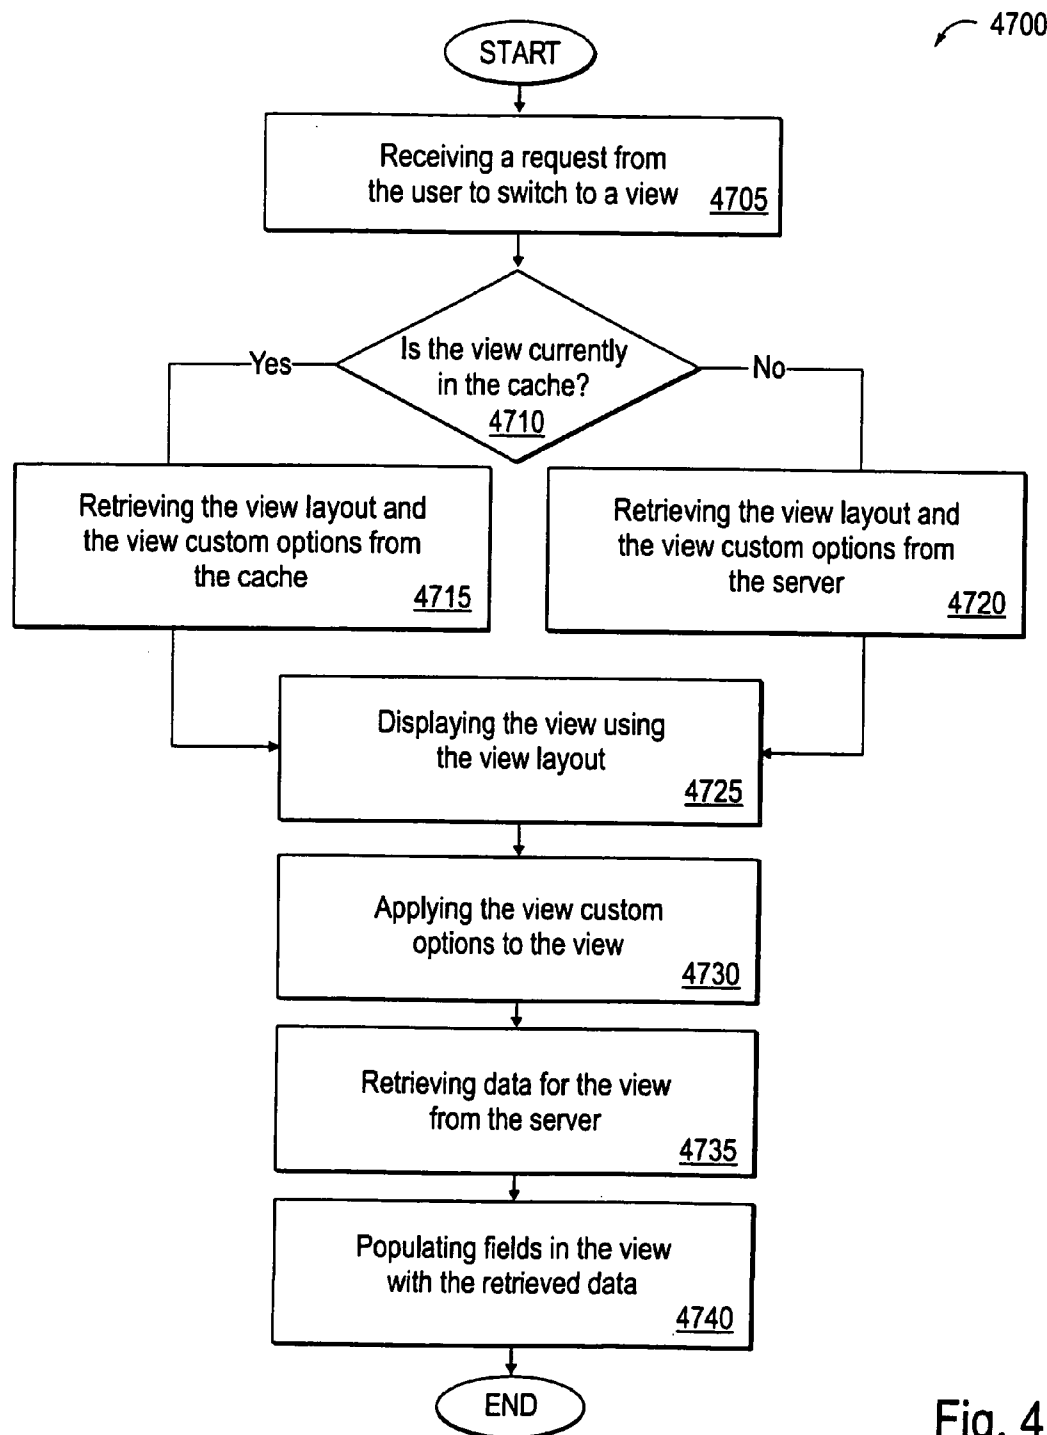 4700
START
Receiving a request from
the user to switch to a view
4705
Is the view currently
in the cache?
4710
Yes
No
Retrieving the view layout and
the view custom options from
the cache
4715
Retrieving the view layout and
the view custom options from
the server
4720
Displaying the view using
the view layout
4725
Applying the view custom
options to the view
4730
Retrieving data for the view
from the server
4735
Populating fields in the view
with the retrieved data
4740
END
Fig. 4